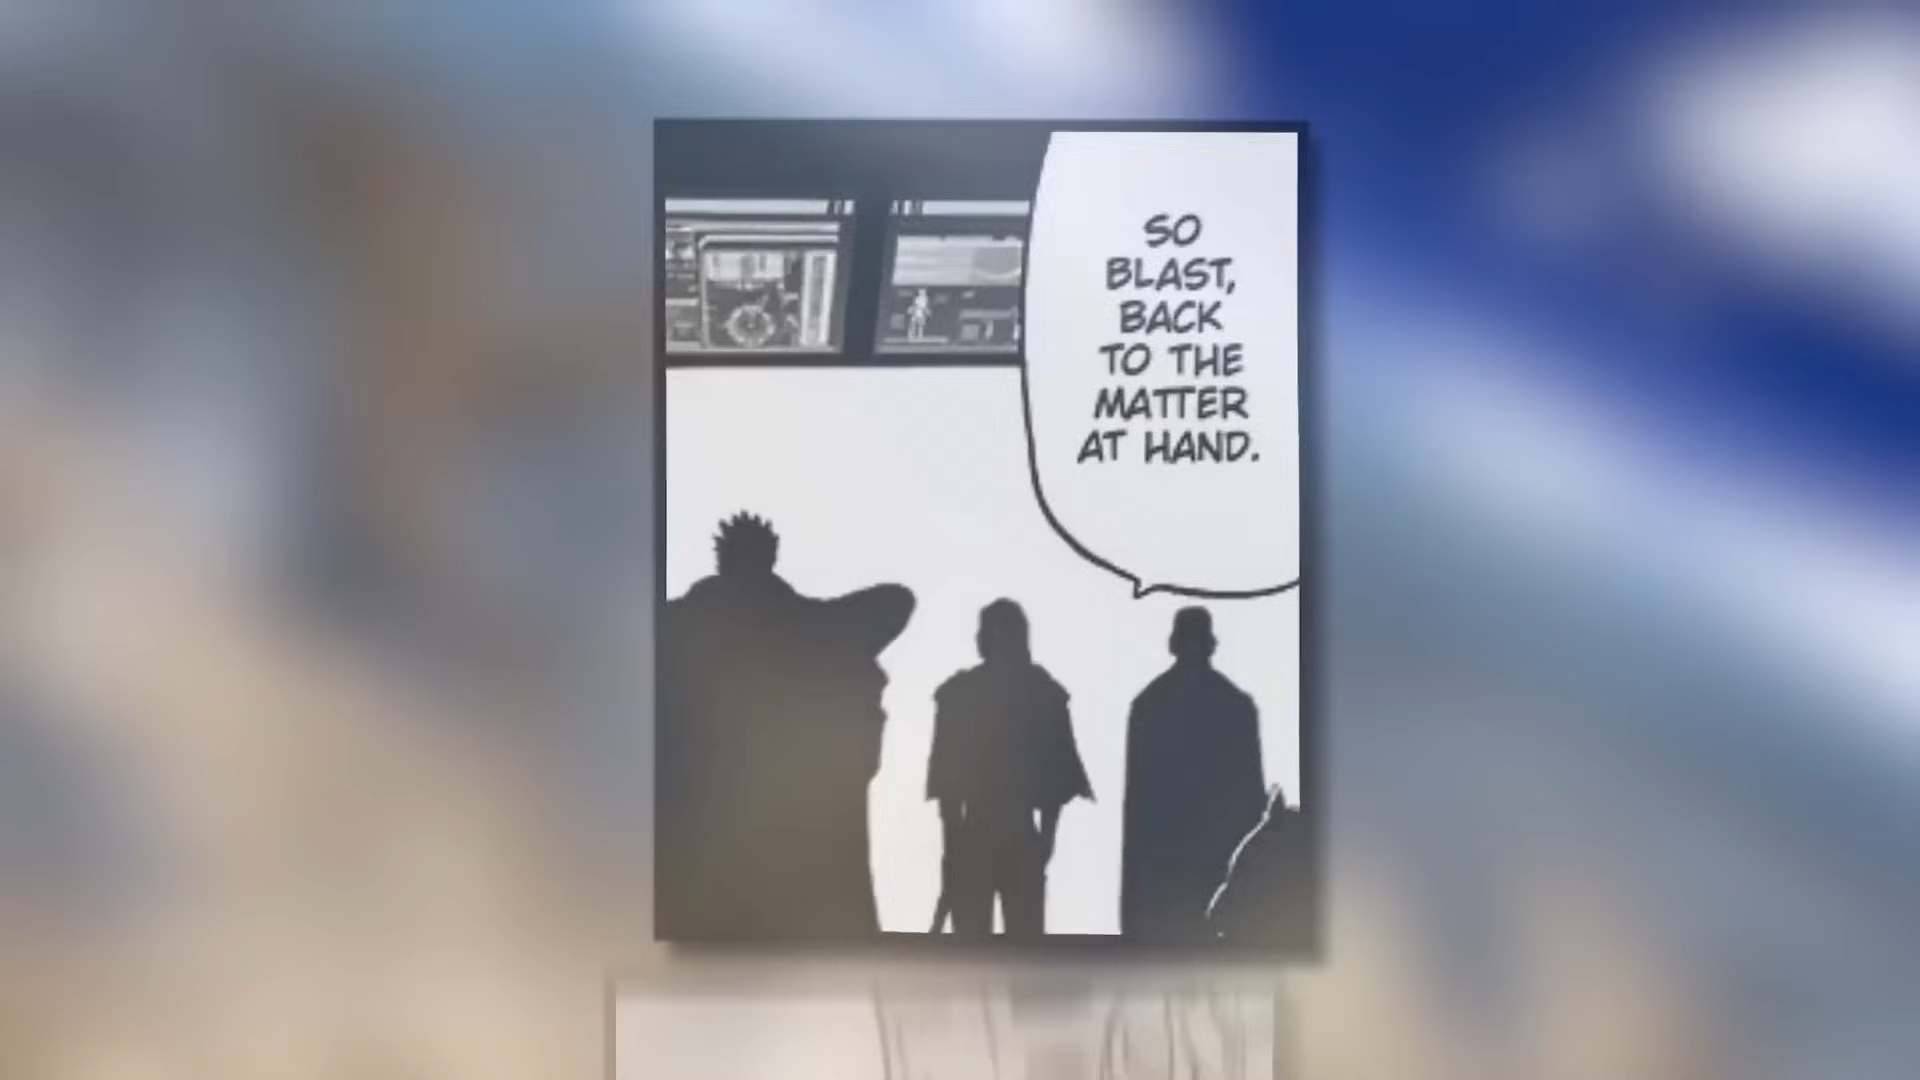 SO
BLAST,
BACK
TO THE
MATTER
AT HAND.